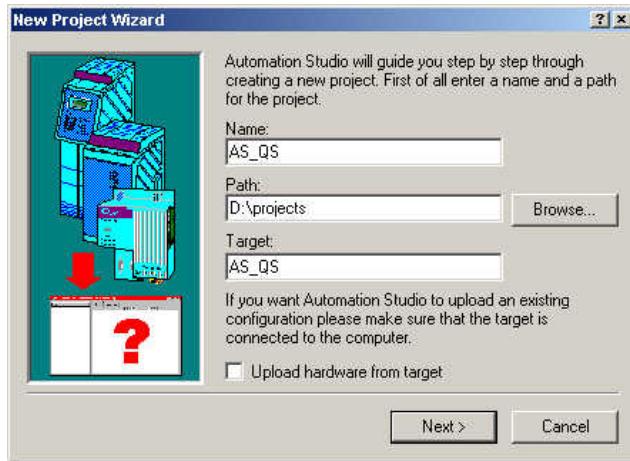 New Project Wizard
Automation Studio will guide you step by step through
creating a new project. First of all enter a name and a path
for the project.
Name:
AS_QS
Path:
D:\projects
Browse...
Target:
AS_QS
If you want Automation Studio to upload an existing
configuration please make sure that the target is
connected to the computer.
?
Upload hardware from target
Next >
Cancel